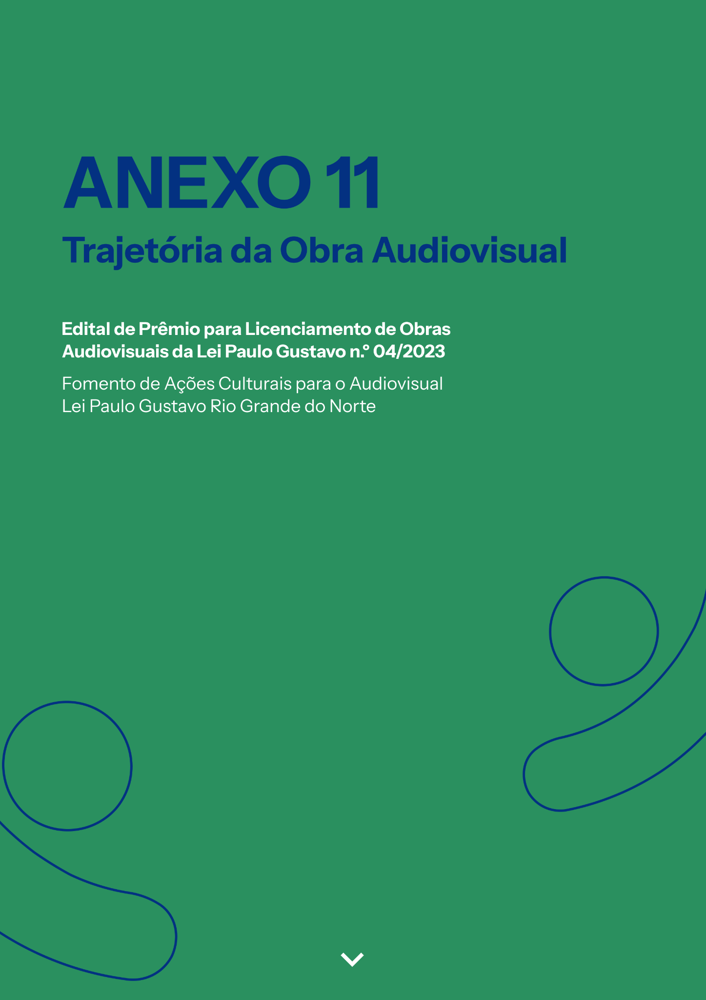 ANEXO 11
Trajetória da Obra Audiovisual
Edital de Prêmio para Licenciamento de Obras
Audiovisuais da Lei Paulo Gustavo n.º 04/2023
Fomento de Ações Culturais para o Audiovisual
Lei Paulo Gustavo Rio Grande do Norte